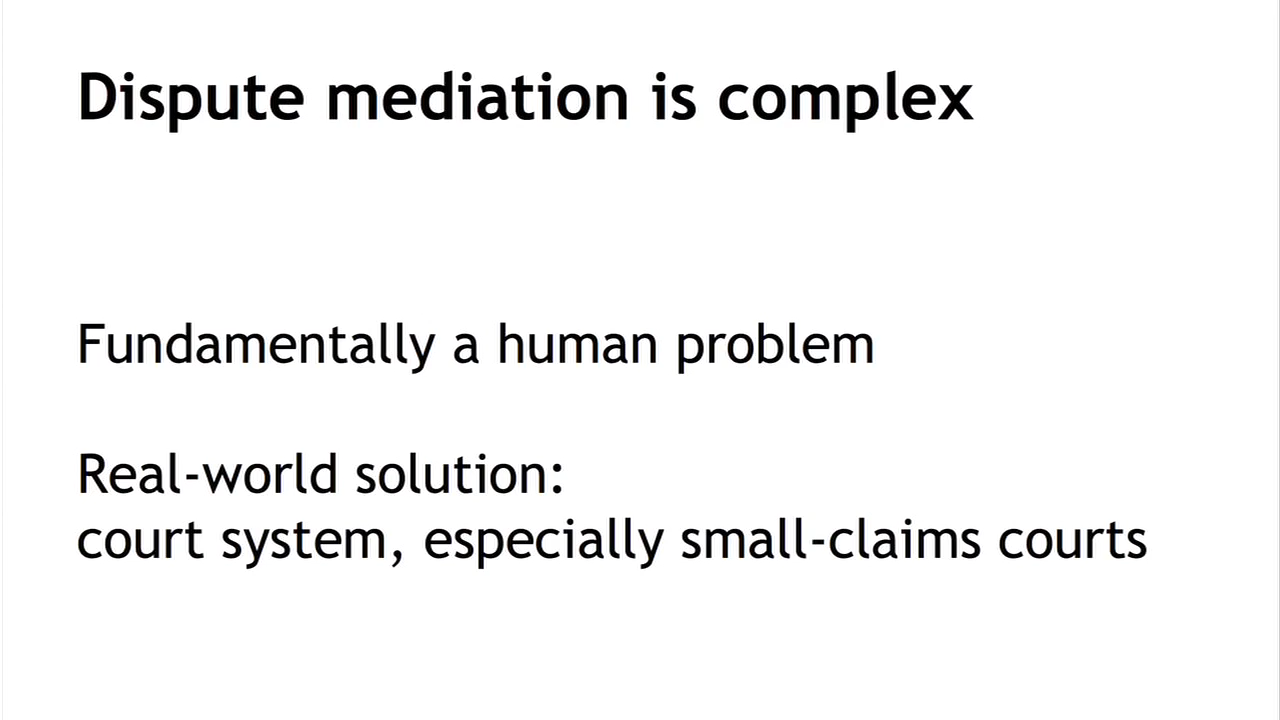 Dispute mediation is complex
Fundamentally a human problem
Real-world solution:
court system, especially small-claims courts